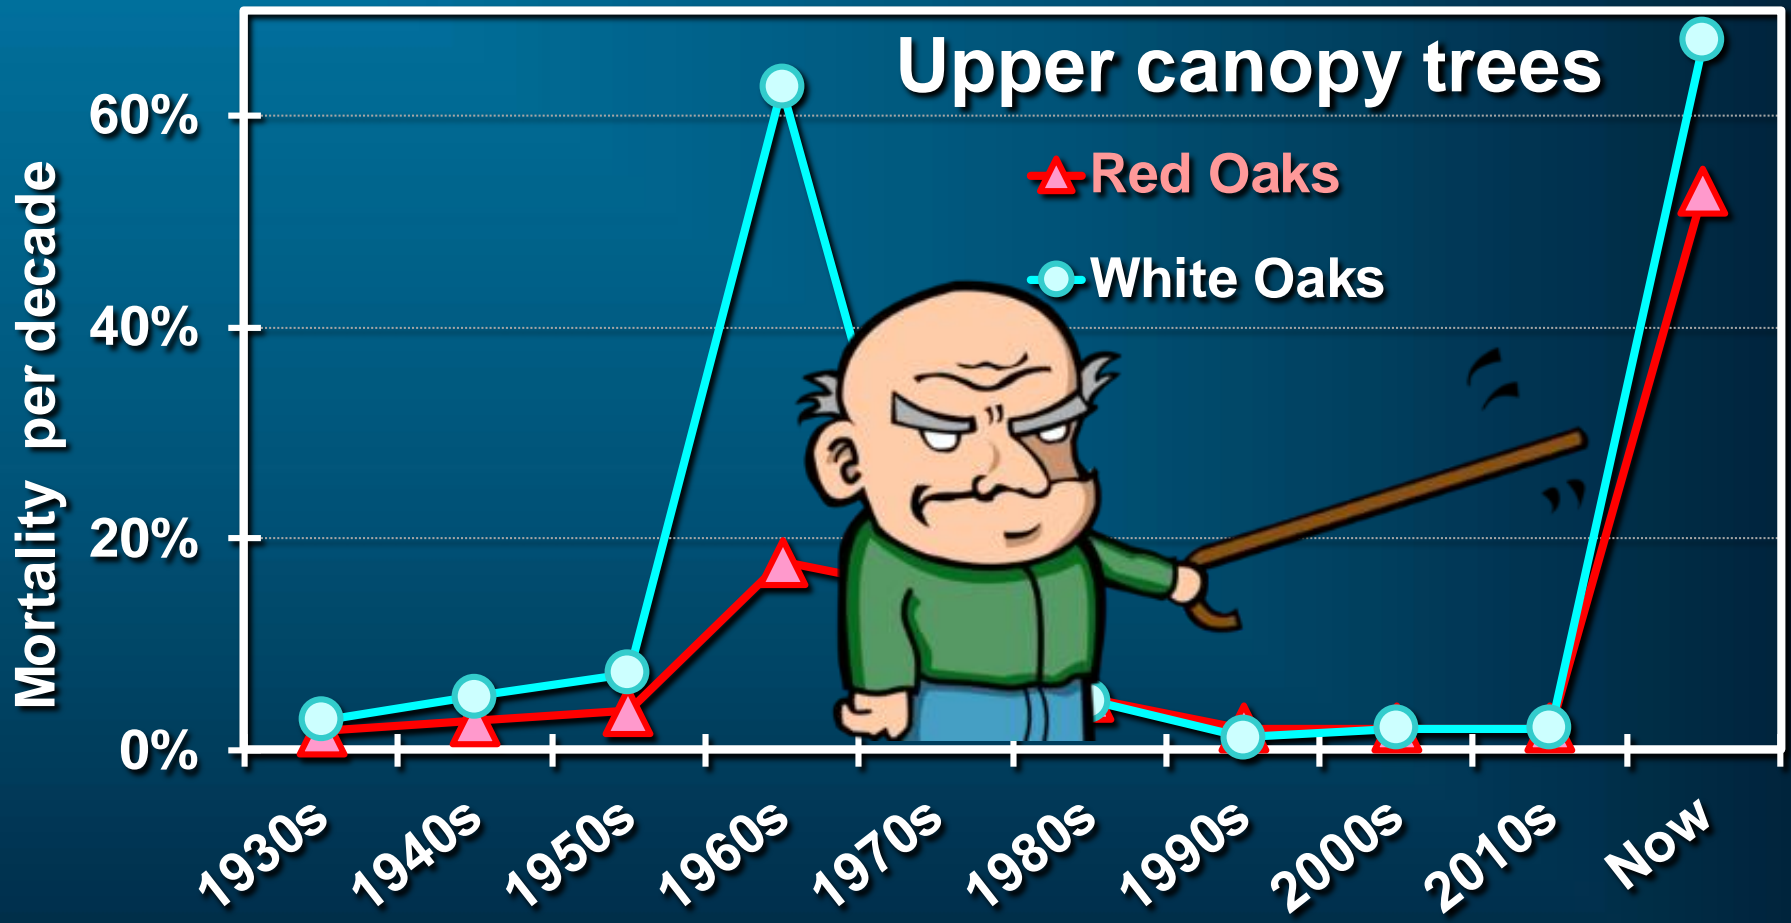 Upper canopy trees
Red Oaks
White Oaks
Mortality per decade
60%
40%
20%
0%
1930s
1940s
1950s
1960s
1970s
1980s
1990s
2000s
2010s
Now